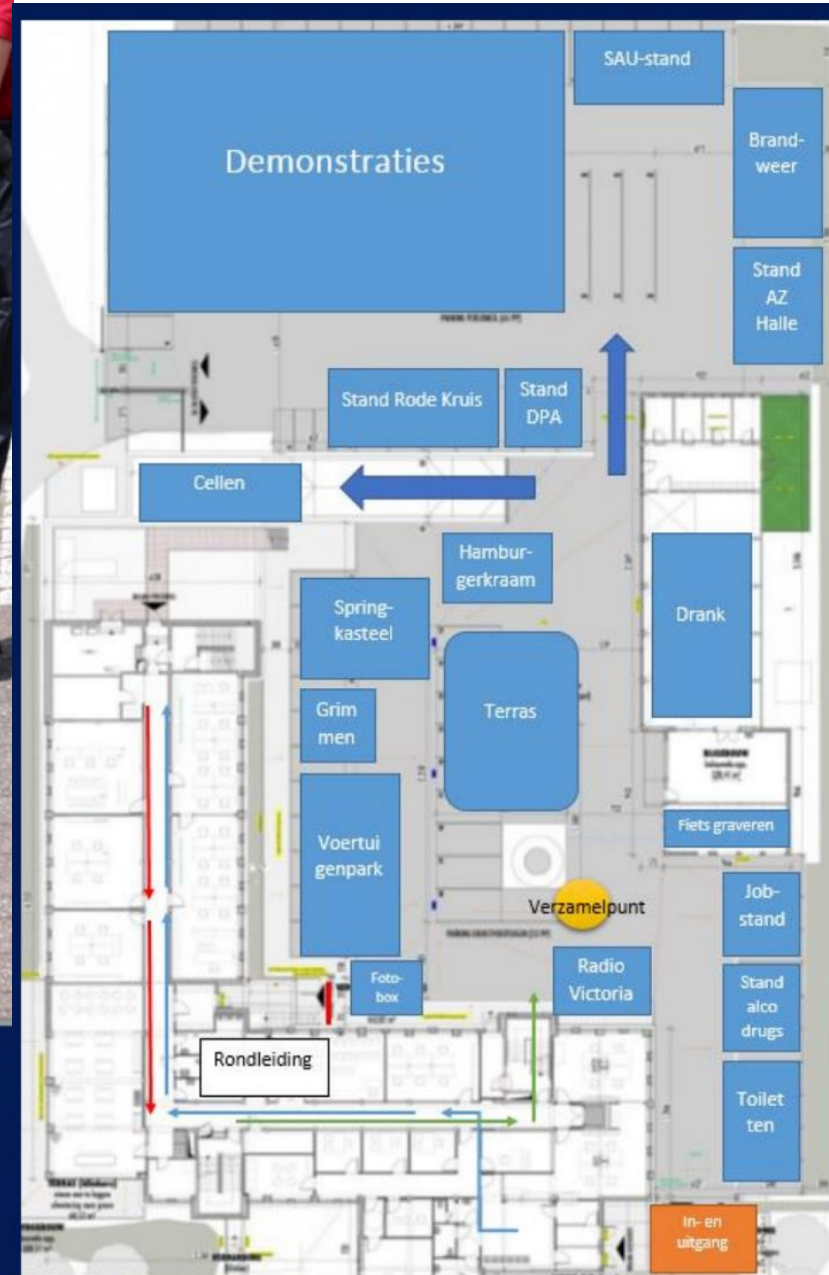 SAU-stand
Demonstraties
Brand-
weer
Stand
AZ
Halle
Stand Rode Kruis
Stand
DPA
Cellen
Hambur-
gerkraam
Spring-
kasteel
Drank
Grim
men
Terras
Voertui
genpark
Fiets graveren
Verzamelpunt
Job-
stand
Foto-
box
Radio
Victoria
Stand
alco
drugs
Rondleiding
Toilet
ten
In- en
uitgang